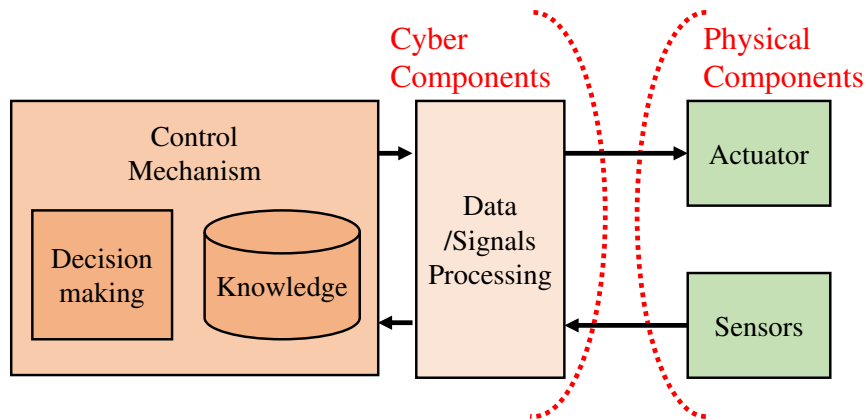 Cyber
Components
Physical
Components
Control
Mechanism
Decision
making
Knowledge
Data
/Signals
Processing
Actuator
Sensors